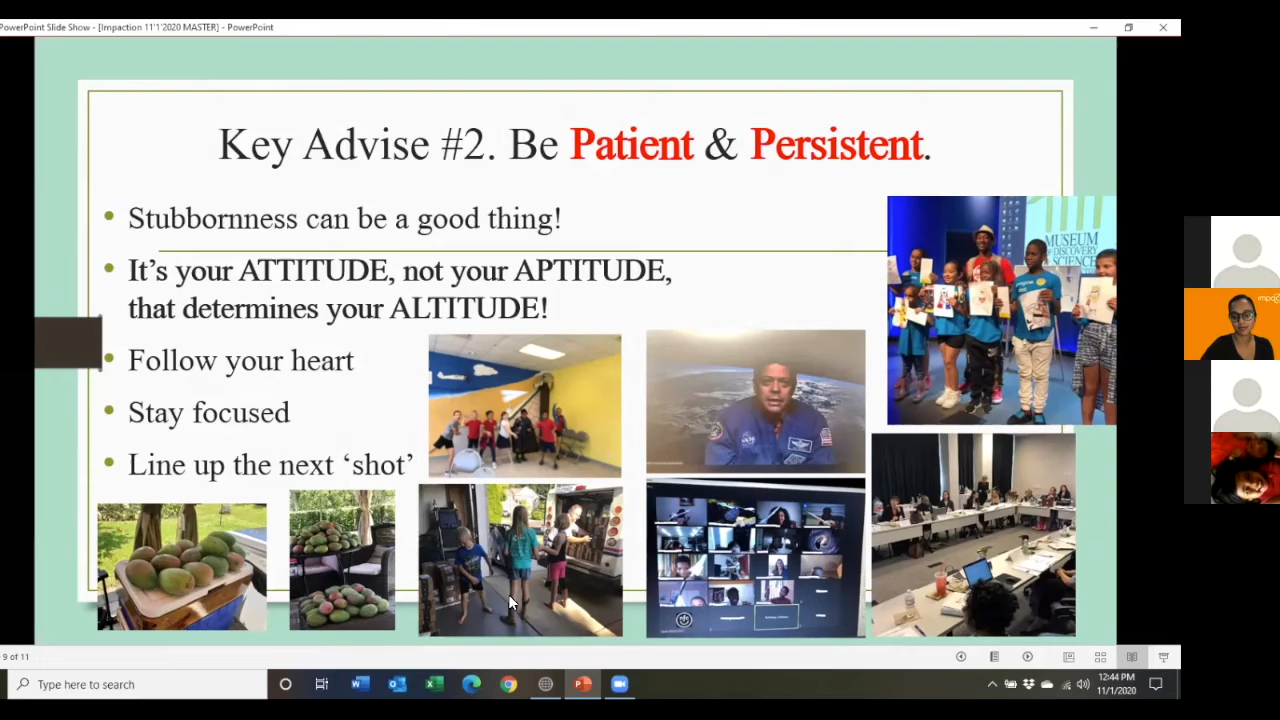 PowerPoint Slide Show - [Impaction 11'1'2020 MASTER] - PowerPoint
Key Advise #2. Be Patient & Persistent.
• Stubbornness can be a good thing!
• It's your ATTITUDE, not your APTITUDE,
that determines your ALTITUDE!
• Follow your heart
• Stay focused
• Line up the next 'shot'
MUSEUM
DISCOVERY
SCIENCE
impac
9 of 11
Type here to search
12:44 PM
11/1/2020